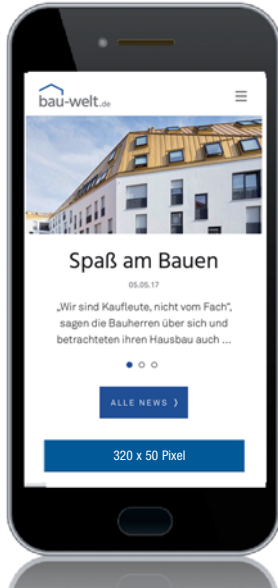 bau-welt.de
Spaß am Bauen
05.05.17
„Wir sind Kaufleute, nicht vom Fach“,
sagen die Bauherren über sich und
betrachteten ihren Hausbau auch ...
ALLE NEWS ❭
320 x 50 Pixel